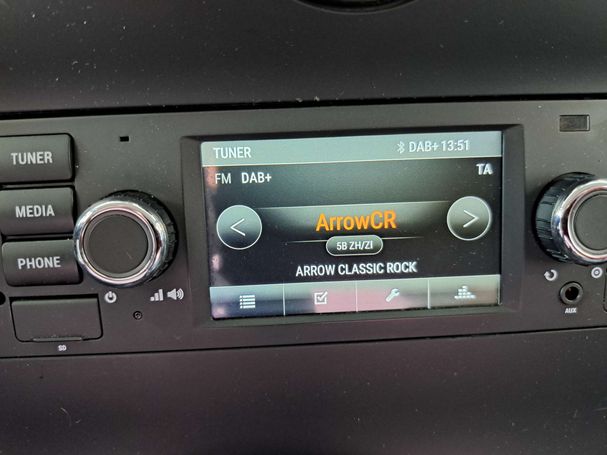 TUNER
MEDIA
PHONE
SD
TUNER DAB+ 13:51
FM DAB+ TA
ArrowCR
5B ZH/ZI
ARROW CLASSIC ROCK
AUX